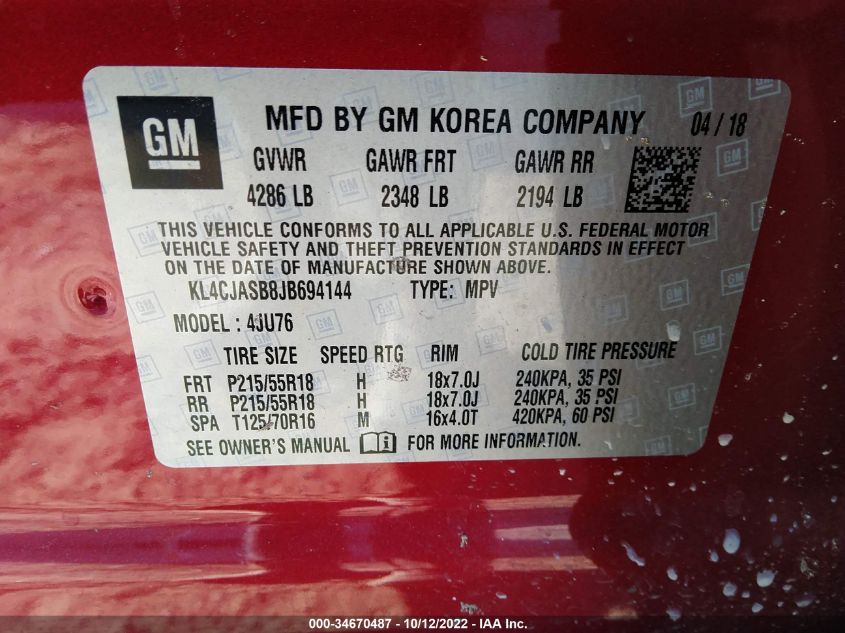 GM
MFD BY GM KOREA COMPANY 04 / 18
GVWR GAWR FRT GAWR RR
4286 LB 2348 LB 2194 LB
THIS VEHICLE CONFORMS TO ALL APPLICABLE U.S. FEDERAL MOTOR
VEHICLE SAFETY AND THEFT PREVENTION STANDARDS IN EFFECT
ON THE DATE OF MANUFACTURE SHOWN ABOVE.
KL4CJASB8JB694144 TYPE: MPV
MODEL : 4JU76
TIRE SIZE SPEED RTG RIM COLD TIRE PRESSURE
FRT P215/55R18 H 18x7.0J 240KPA, 35 PSI
RR P215/55R18 H 18x7.0J 240KPA, 35 PSI
SPA T125/70R16 M 16x4.0T 420KPA, 60 PSI
SEE OWNER'S MANUAL FOR MORE INFORMATION.
000-34670487 - 10/12/2022 - IAA Inc.